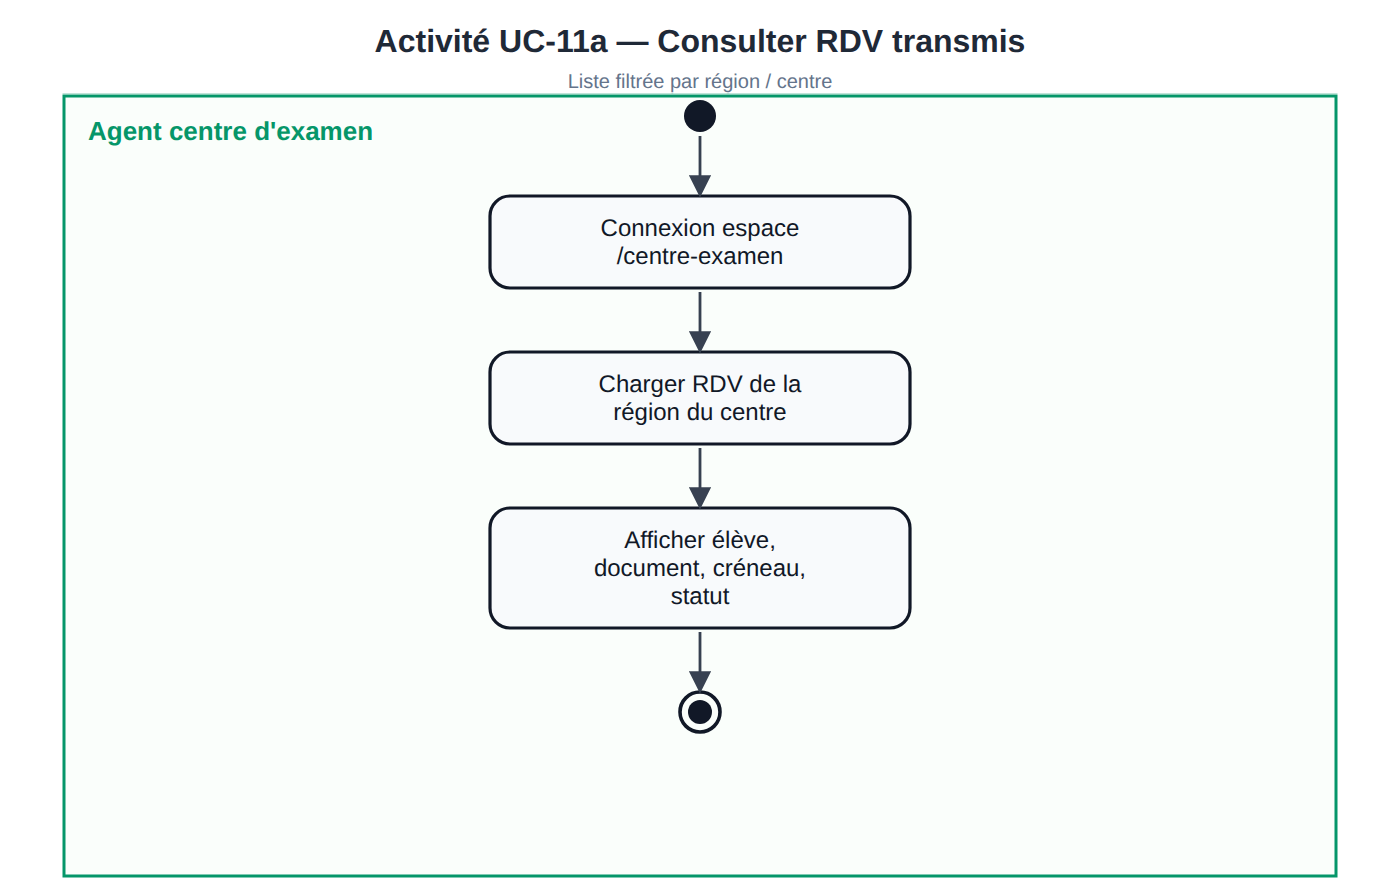 Activité UC-11a — Consulter RDV transmis
Liste filtrée par région / centre
Agent centre d'examen
Connexion espace
/centre-examen
Charger RDV de la
région du centre
Afficher élève,
document, créneau,
statut